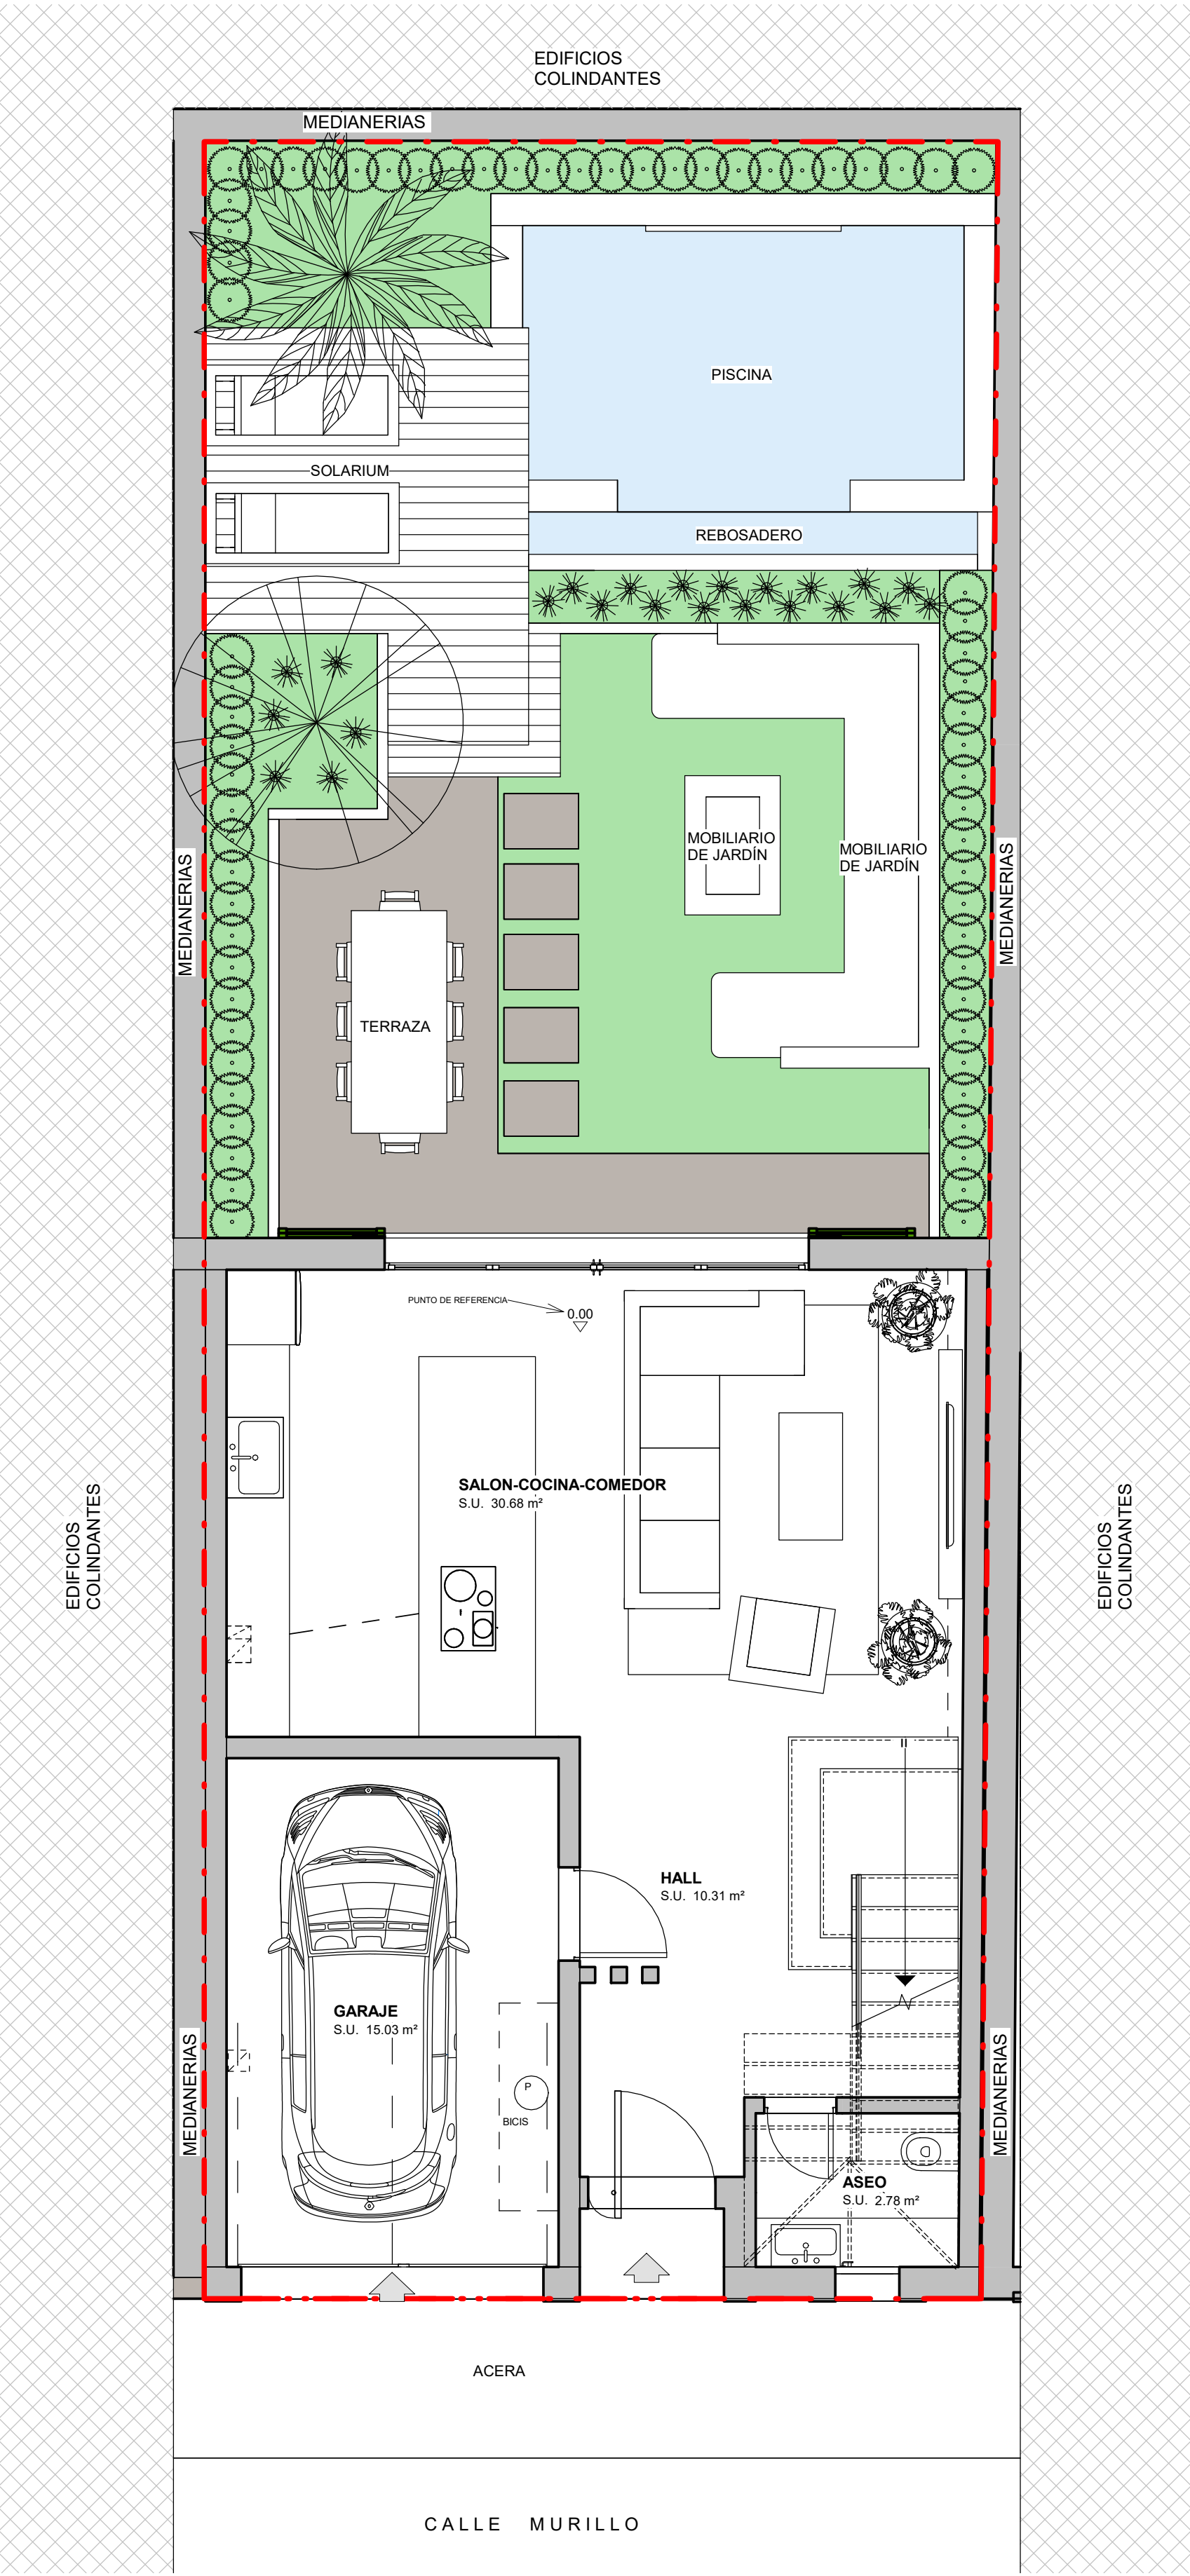 EDIFICIOS
COLINDANTES
MEDIANERIAS
PISCINA
SOLARIUM
REBOSADERO
MOBILIARIO
DE JARDÍN
MOBILIARIO
DE JARDÍN
MEDIANERIAS
MEDIANERIAS
TERRAZA
PUNTO DE REFERENCIA
0.00
SALON-COCINA-COMEDOR
S.U. 30.68 m²
EDIFICIOS
COLINDANTES
EDIFICIOS
COLINDANTES
HALL
S.U. 10.31 m²
GARAJE
S.U. 15.03 m²
MEDIANERIAS
MEDIANERIAS
P
BICIS
ASEO
S.U. 2.78 m²
ACERA
CALLE MURILLO